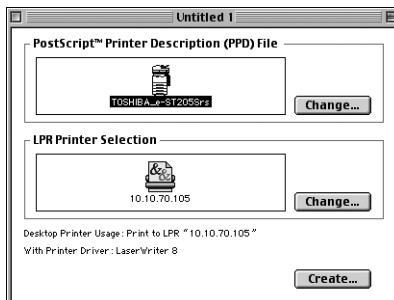 Untitled 1
PostScript™ Printer Description (PPD) File
TOSHIBA_e-ST205Srs
Change...
LPR Printer Selection
&&
10.10.70.105
Change...
Desktop Printer Usage: Print to LPR "10.10.70.105"
With Printer Driver: LaserWriter 8
Create...